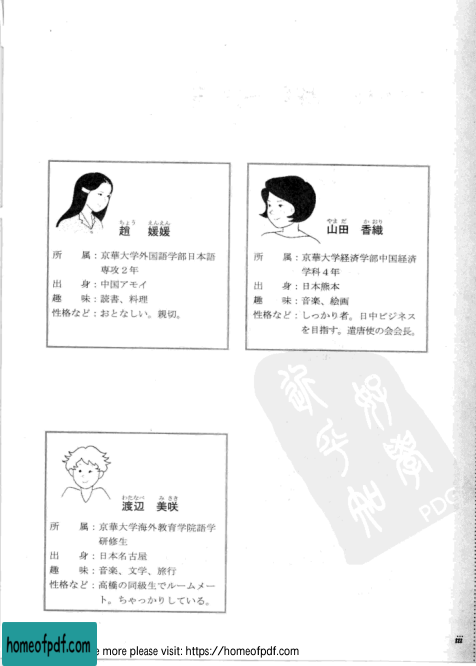 ちょう えんえん
趙 媛媛
所 属：京華大学外国語学部日本語
専攻2年
出 身：中国アモイ
趣 味：読書、料理
性格など：おとなしい。親切。
やまだ かおり
山田 香織
所 属：京華大学経済学部中国経済
学科4年
出 身：日本熊本
趣 味：音楽、絵画
性格など：しっかり者。日中ビジネス
を目指す。遣唐使の会会長。
わたなべ みさき
渡辺 美咲
所 属：京華大学海外教育学院語学
研修生
出 身：日本名古屋
趣 味：音楽、文学、旅行
性格など：高橋の同級生でルームメー
ト。ちゃっかりしている。
iii
homeofpdf.com
e more please visit: https://homeofpdf.com